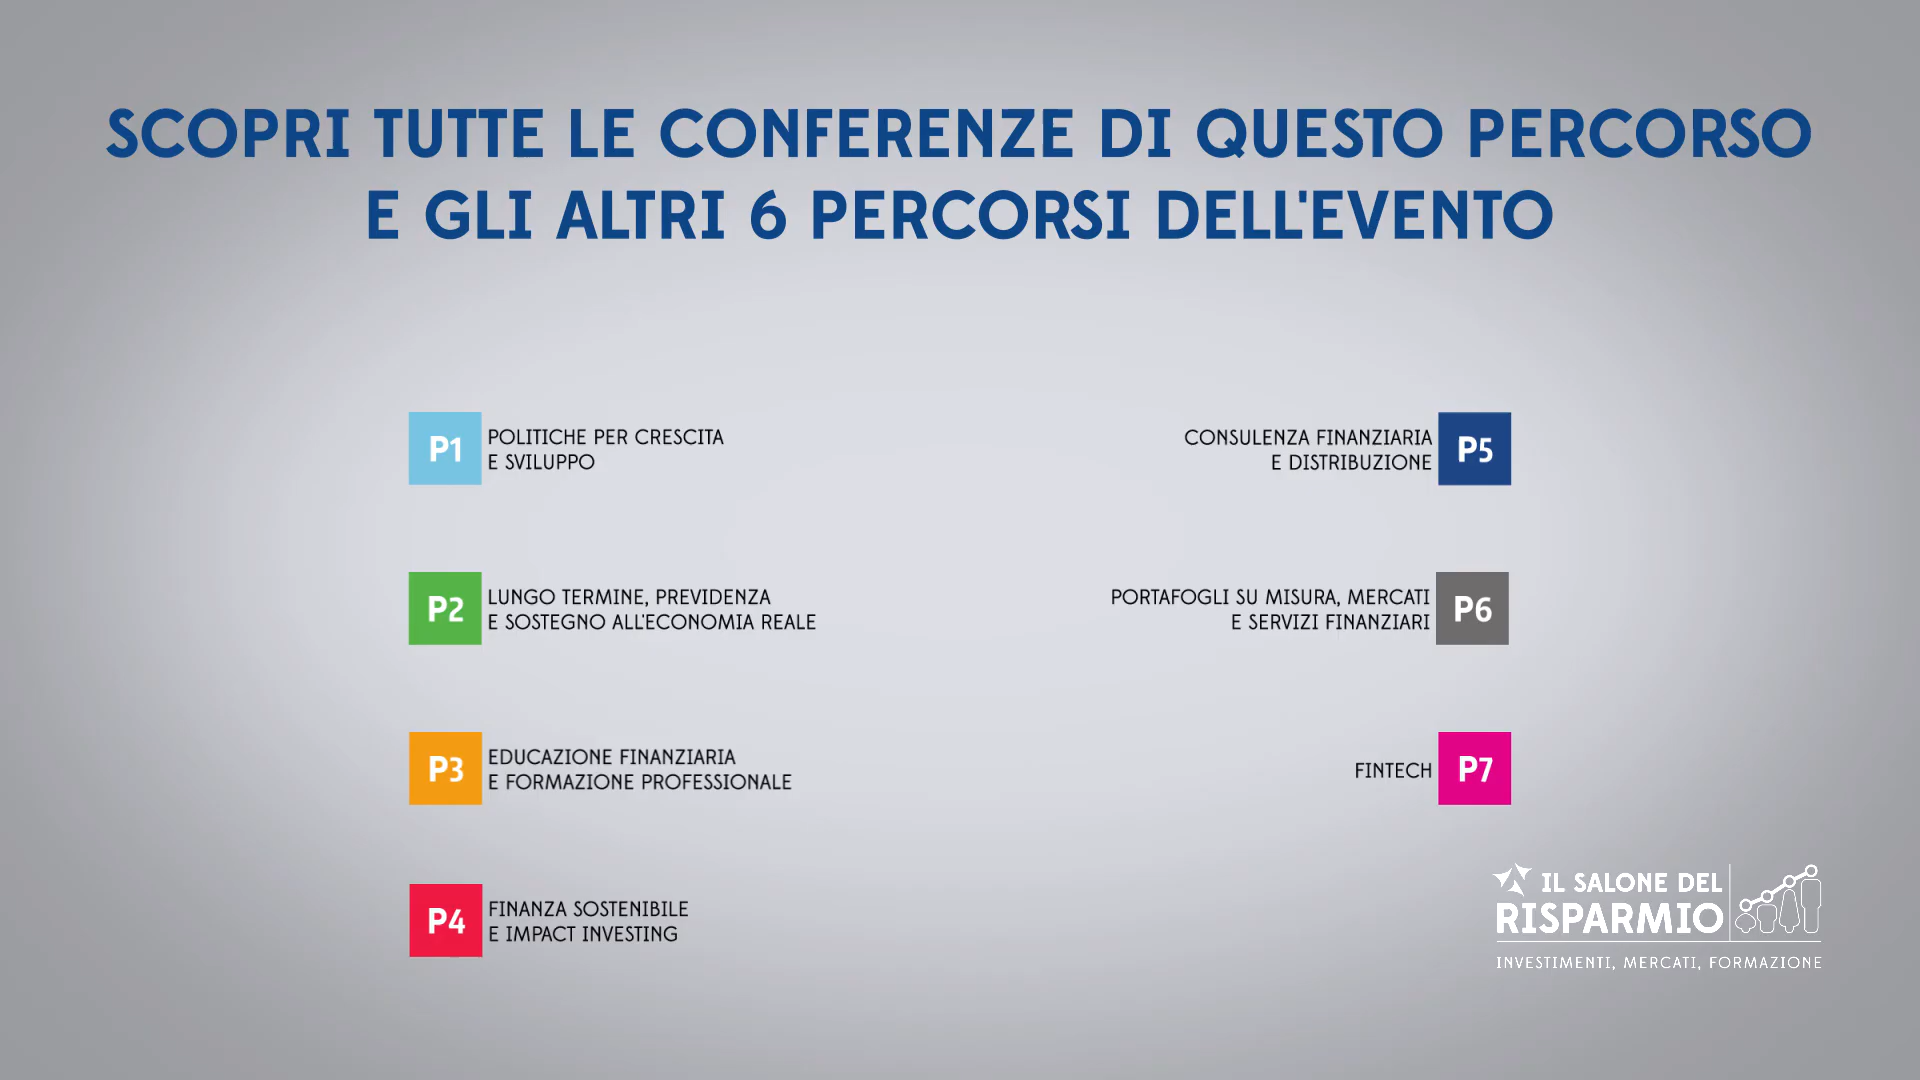 SCOPRI TUTTE LE CONFERENZE DI QUESTO PERCORSO
E GLI ALTRI 6 PERCORSI DELL'EVENTO
P1
POLITICHE PER CRESCITA
E SVILUPPO
P2
LUNGO TERMINE, PREVIDENZA
E SOSTEGNO ALL'ECONOMIA REALE
P3
EDUCAZIONE FINANZIARIA
E FORMAZIONE PROFESSIONALE
P4
FINANZA SOSTENIBILE
E IMPACT INVESTING
CONSULENZA FINANZIARIA
E DISTRIBUZIONE
P5
PORTAFOGLI SU MISURA, MERCATI
E SERVIZI FINANZIARI
P6
FINTECH
P7
IL SALONE DEL
RISPARMIO
INVESTIMENTI, MERCATI, FORMAZIONE